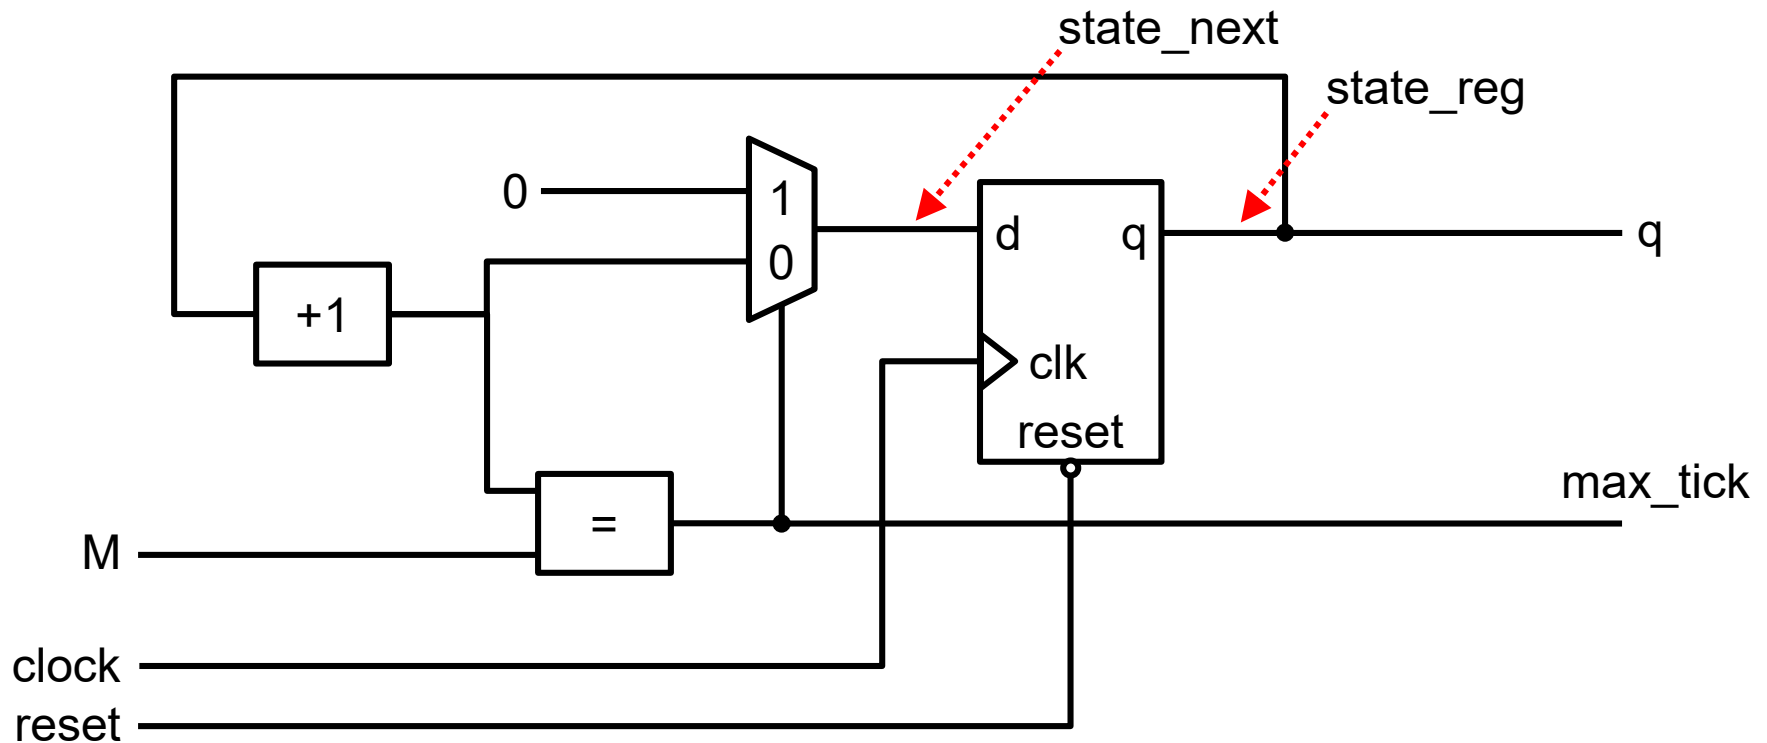 state_next
state_reg
0
1
d
q
q
0
+1
clk
reset
max_tick
=
M
clock
reset